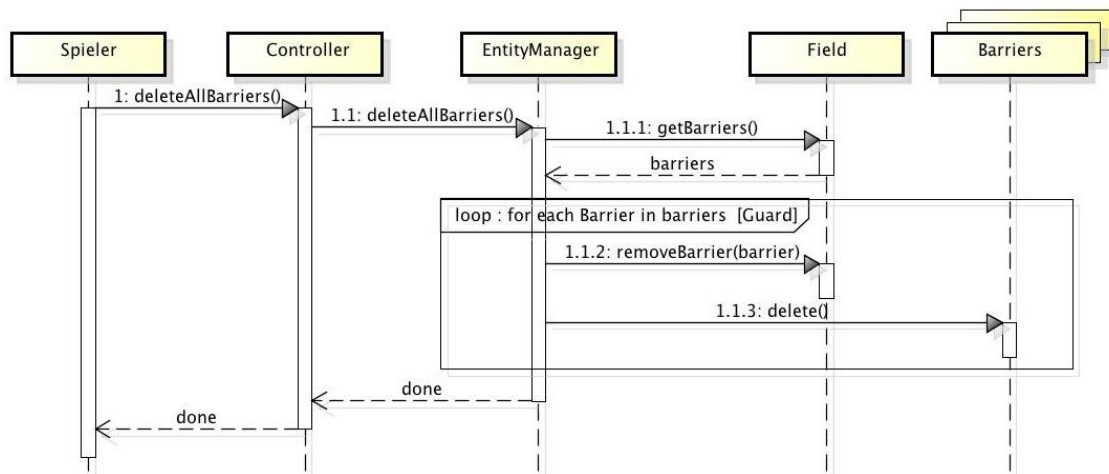 Spieler
Controller
EntityManager
Field
Barriers
1: deleteAllBarriers()
1.1: deleteAllBarriers()
1.1.1: getBarriers()
barriers
loop : for each Barrier in barriers [Guard]
1.1.2: removeBarrier(barrier)
1.1.3: delete()
done
done